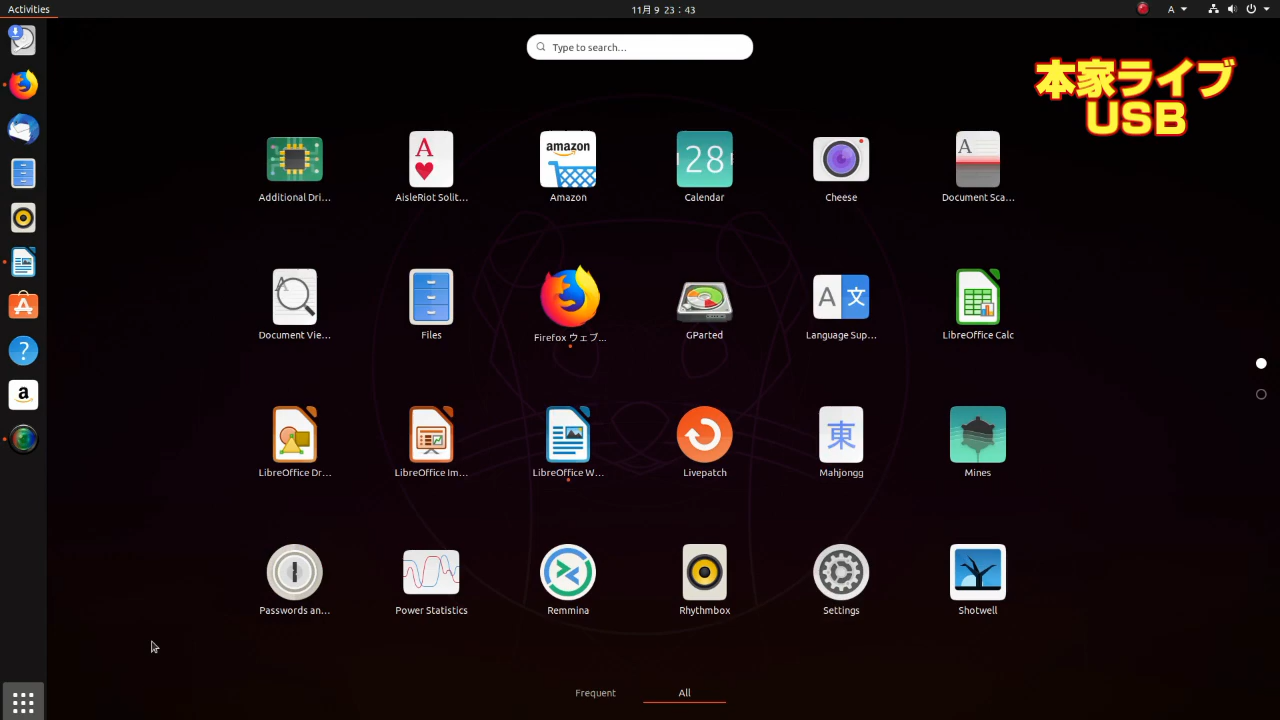 Activities
11月 9 23：43
A
Type to search...
本家ライブ
USB
Additional Dri...
AisleRiot Solit...
Amazon
Calendar
Cheese
Document Sca...
Document Vie...
Files
Firefox ウェブ...
GParted
Language Sup...
LibreOffice Calc
LibreOffice Dr...
LibreOffice Im...
LibreOffice W...
Livepatch
Mahjongg
Mines
Passwords an...
Power Statistics
Remmina
Rhythmbox
Settings
Shotwell
Frequent
All
A
amazon
28
A
A
A 文
東
A
?
a